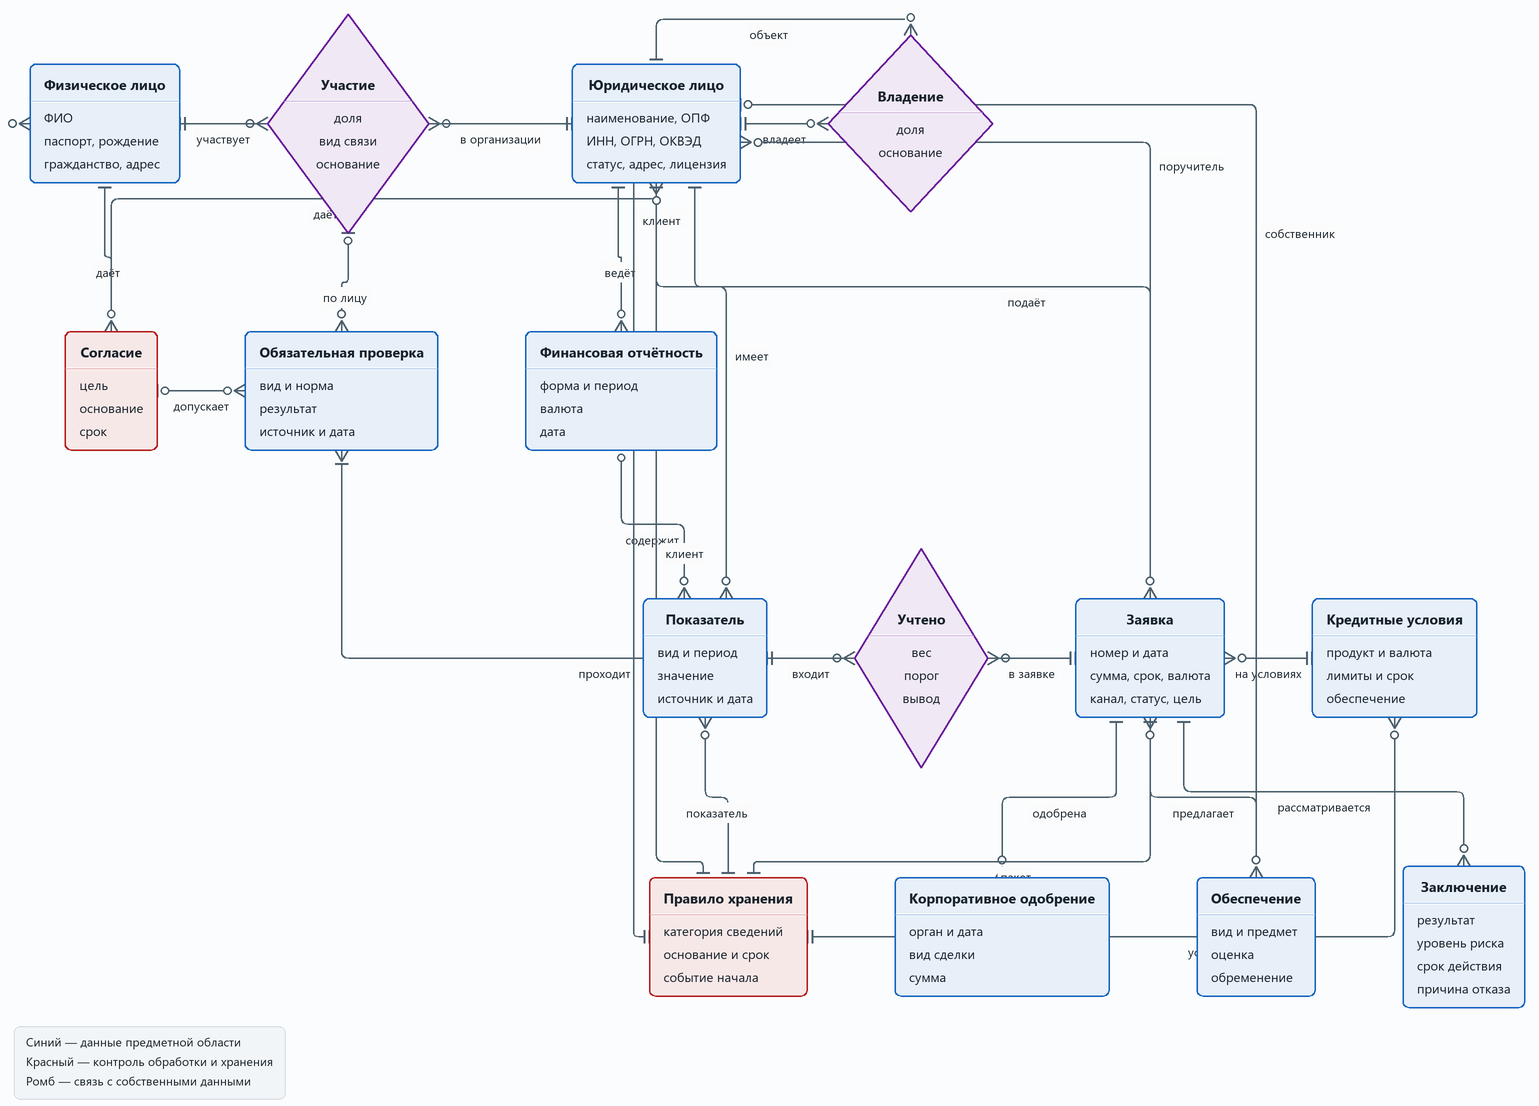 объект
Физическое лицо
ФИО
паспорт, рождение
гражданство, адрес
участвует
Участие
доля
вид связи
основание
в организации
Юридическое лицо
наименование, ОПФ
ИНН, ОГРН, ОКВЭД
статус, адрес, лицензия
владеет
Владение
доля
основание
поручитель
собственник
даёт
клиент
даёт
по лицу
ведёт
подаёт
имеет
Согласие
цель
основание
срок
допускает
Обязательная проверка
вид и норма
результат
источник и дата
Финансовая отчётность
форма и период
валюта
дата
содержит
клиент
Показатель
вид и период
значение
источник и дата
проходит
входит
Учтено
вес
порог
вывод
в заявке
Заявка
номер и дата
сумма, срок, валюта
канал, статус, цель
на условиях
Кредитные условия
продукт и валюта
лимиты и срок
обеспечение
показатель
одобрена
предлагает
рассматривается
Правило хранения
категория сведений
основание и срок
событие начала
Корпоративное одобрение
орган и дата
вид сделки
сумма
Обеспечение
вид и предмет
оценка
обременение
Заключение
результат
уровень риска
срок действия
причина отказа
Синий — данные предметной области
Красный — контроль обработки и хранения
Ромб — связь с собственными данными